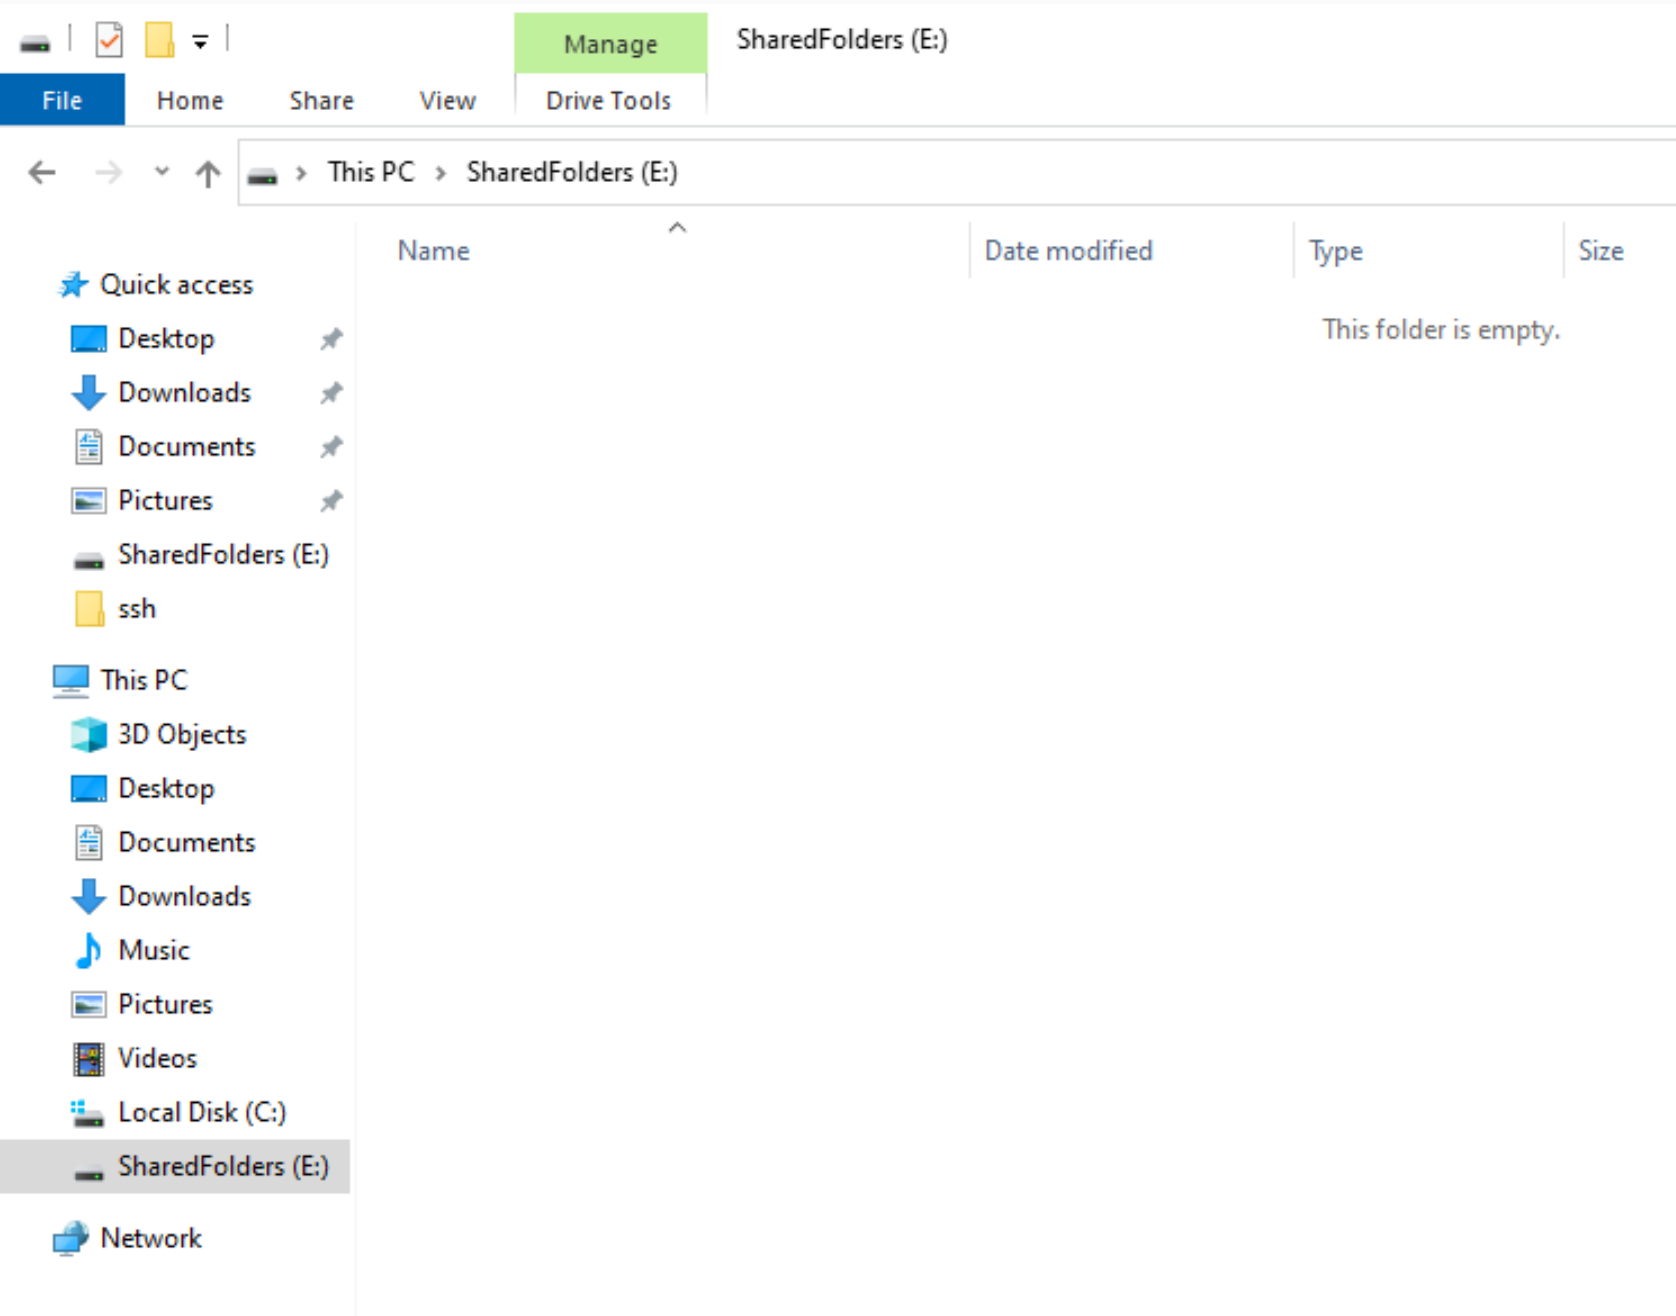 Manage
SharedFolders (E:)
File
Home
Share
View
Drive Tools
This PC
SharedFolders (E:)
Name
Date modified
Type
Size
This folder is empty.
Quick access
Desktop
Downloads
Documents
Pictures
SharedFolders (E:)
ssh
This PC
3D Objects
Desktop
Documents
Downloads
Music
Pictures
Videos
Local Disk (C:)
SharedFolders (E:)
Network